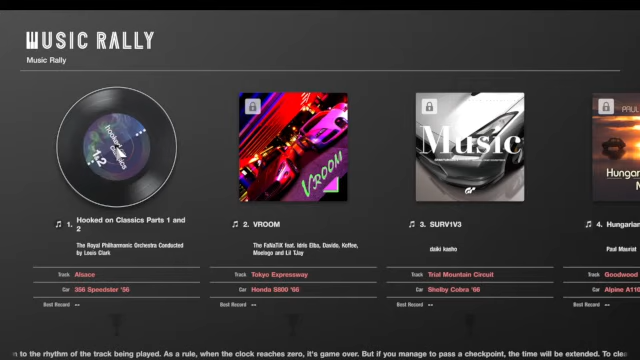 MUSIC RALLY
Music Rally
hooked on classics
1&2
VROOM
Music
PAUL
Hungar
1. Hooked on Classics Parts 1 and 2
The Royal Philharmonic Orchestra Conducted by Louis Clark
Track Alsace
Car 356 Speedster '56
Best Record --
2. VROOM
The FaNaTiX feat. Idris Elba, Davido, Koffee, Moelogo and Lil TJay
Track Tokyo Expressway
Car Honda S800 '66
Best Record --
3. SURV1V3
daiki kasho
Track Trial Mountain Circuit
Car Shelby Cobra '66
Best Record --
4. Hungarian
Paul Mauriat
Track Goodwood
Car Alpine A110
Best Record --
to the rhythm of the track being played. As a rule, when the clock reaches zero, it's game over. But if you manage to pass a checkpoint, the time will be extended. To clea